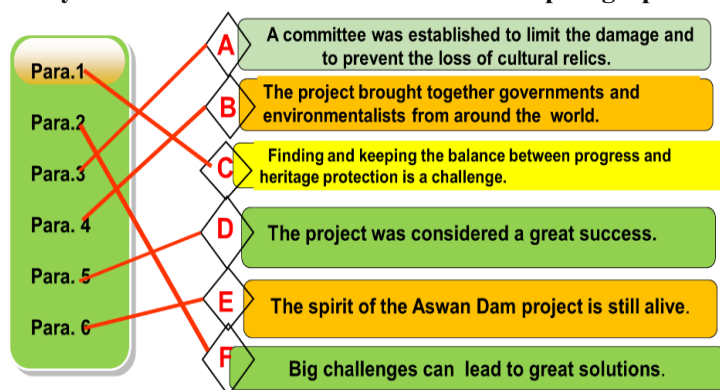 A
A committee was established to limit the damage and
to prevent the loss of cultural relics.
Para.1
B
The project brought together governments and
environmentalists from around the world.
Para.2
C
Finding and keeping the balance between progress and
heritage protection is a challenge.
Para.3
Para. 4
D
The project was considered a great success.
Para. 5
E
The spirit of the Aswan Dam project is still alive.
Para. 6
F
Big challenges can lead to great solutions.